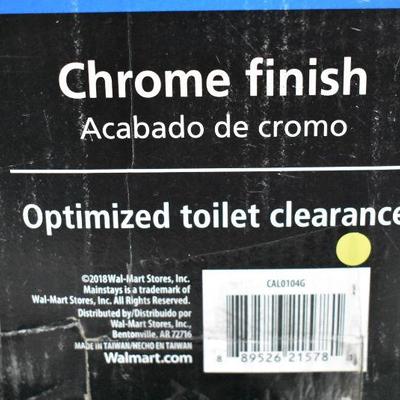 Chrome finish
Acabado de cromo
Optimized toilet clearance
©2018Wal-Mart Stores, Inc.
Mainstays is a trademark of
Wal-Mart Stores, Inc. All Rights Reserved.
Distributed by/Distribuido por
Wal-Mart Stores, Inc.,
Bentonville, AR 72716
MADE IN TAIWAN/HECHO EN TAIWAN
Walmart.com
CAL0104G
8 89526 21578